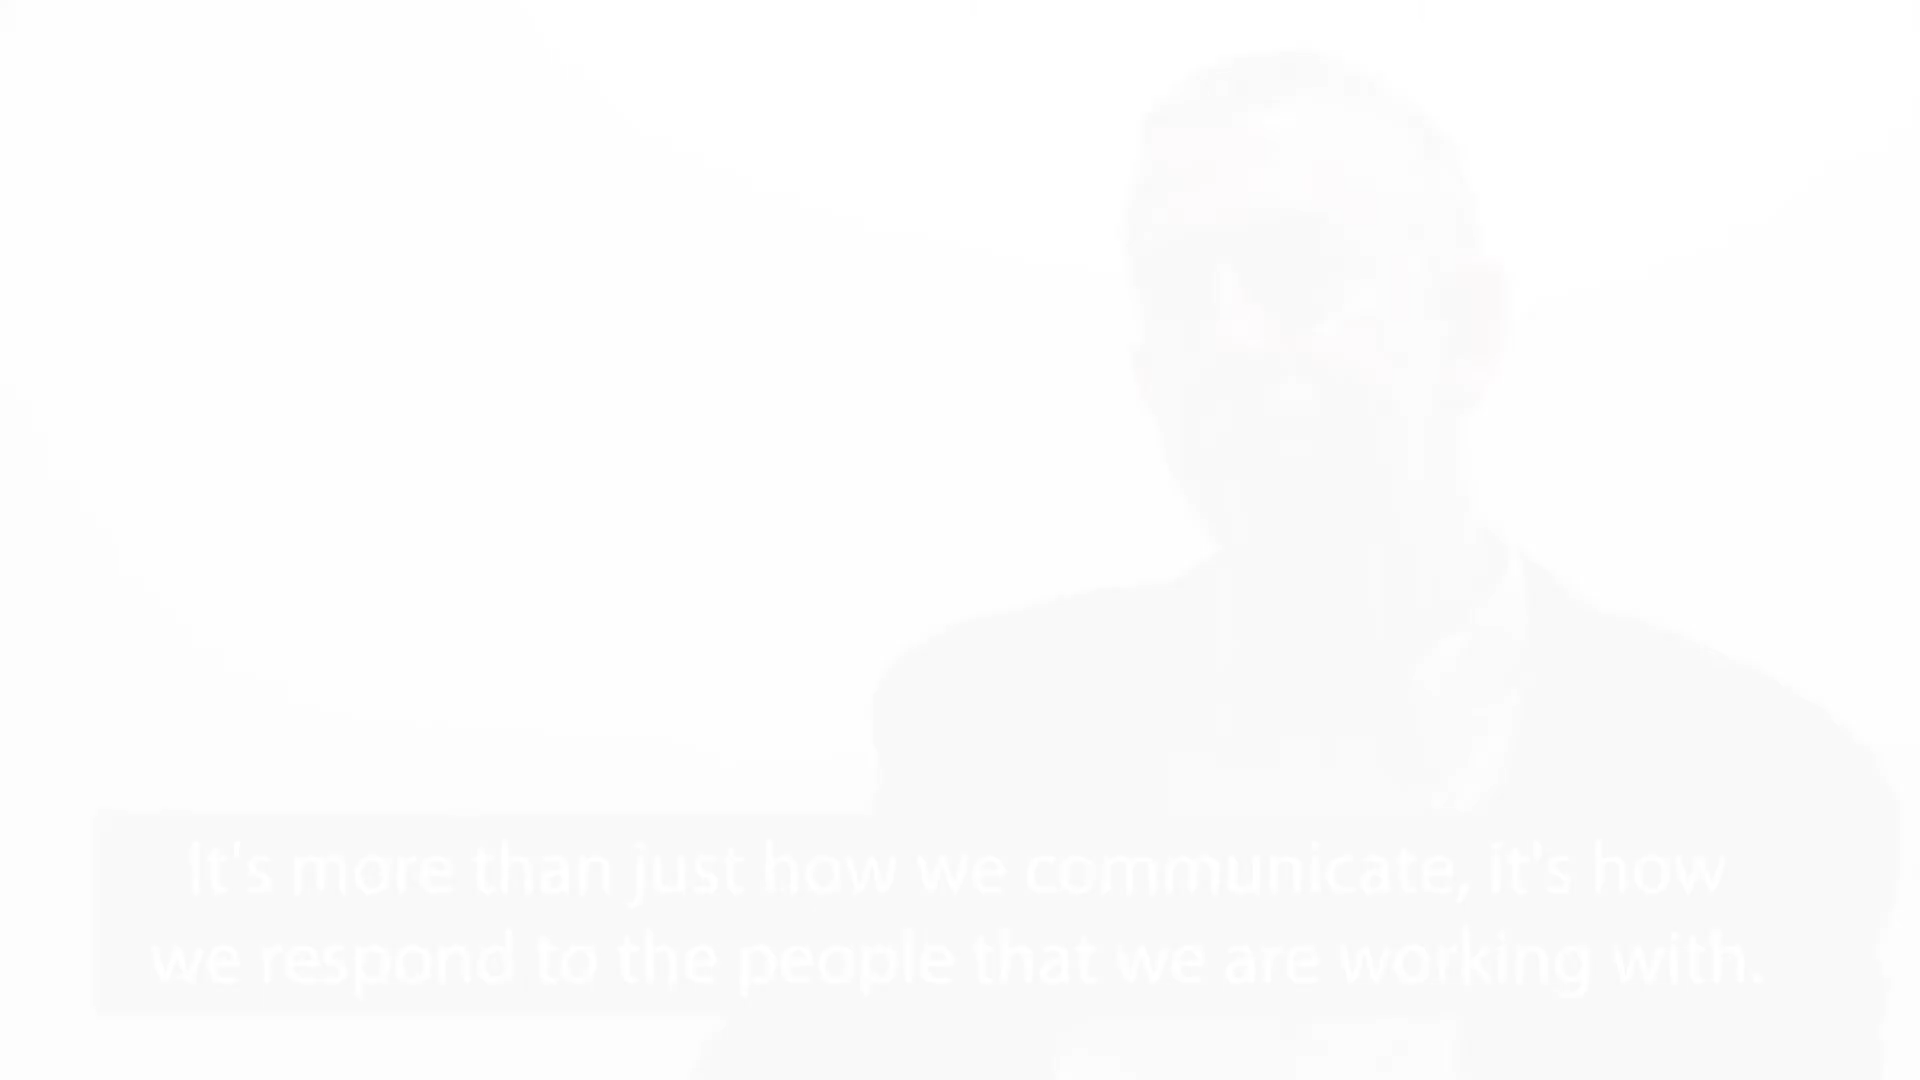 It's more than just how we communicate, it's how
we respond to the people that we are working with.